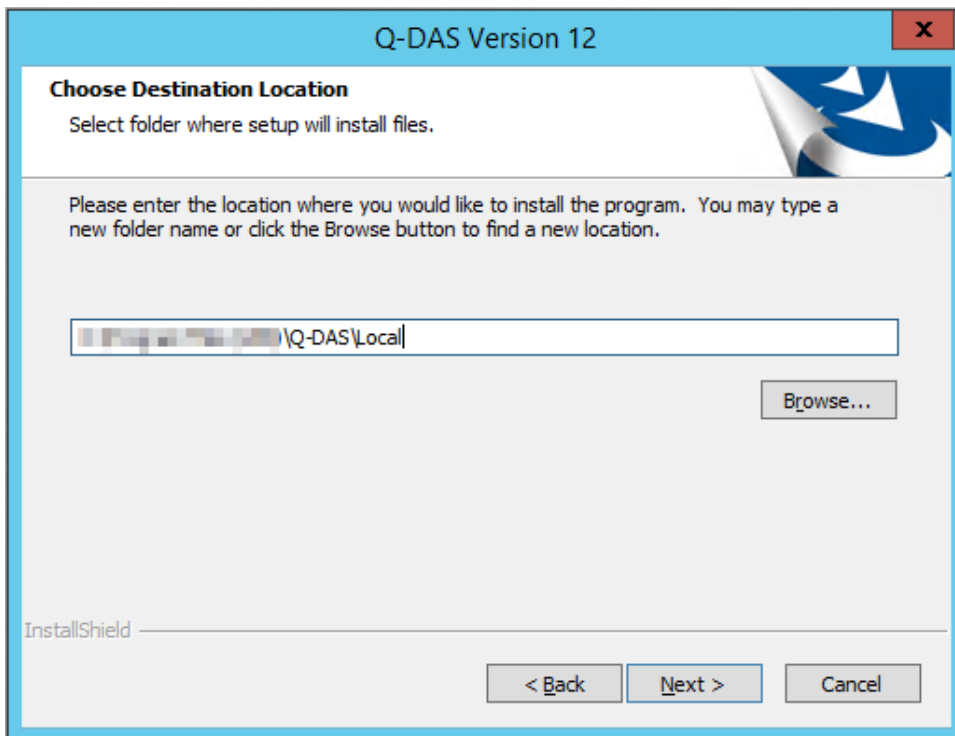 Q-DAS Version 12
x
Choose Destination Location
Select folder where setup will install files.
Please enter the location where you would like to install the program. You may type a
new folder name or click the Browse button to find a new location.
\Q-DAS\Local
Browse...
InstallShield
< Back
Next >
Cancel